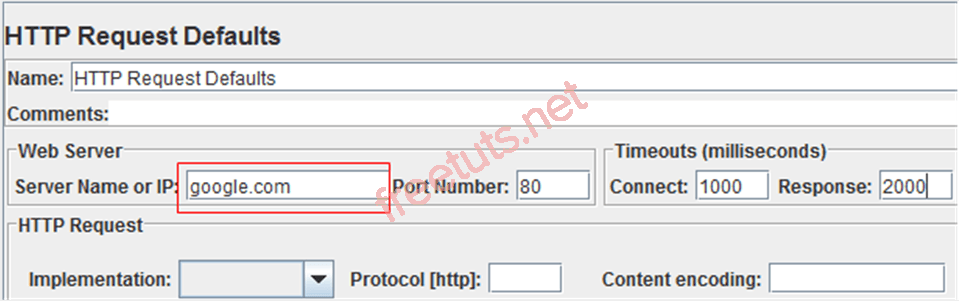 HTTP Request Defaults
Name: HTTP Request Defaults
Comments:
Web Server
Timeouts (milliseconds)
Server Name or IP: google.com Port Number: 80
Connect: 1000 Response: 2000
HTTP Request
Implementation: Protocol [http]: Content encoding:
freetuts.net